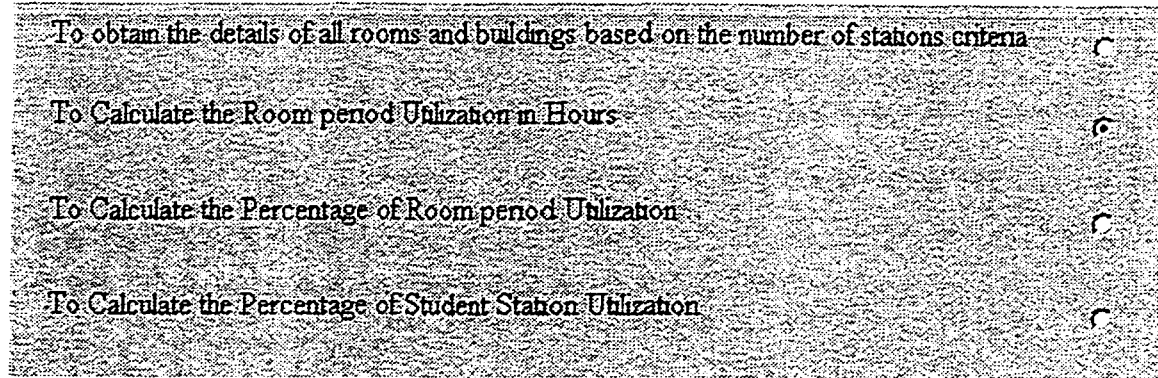 To obtain the details of all rooms and buildings based on the number of stations criteria
To Calculate the Room period Utilization in Hours
To Calculate the Percentage of Room period Utilization
To Calculate the Percentage of Student Station Utilization